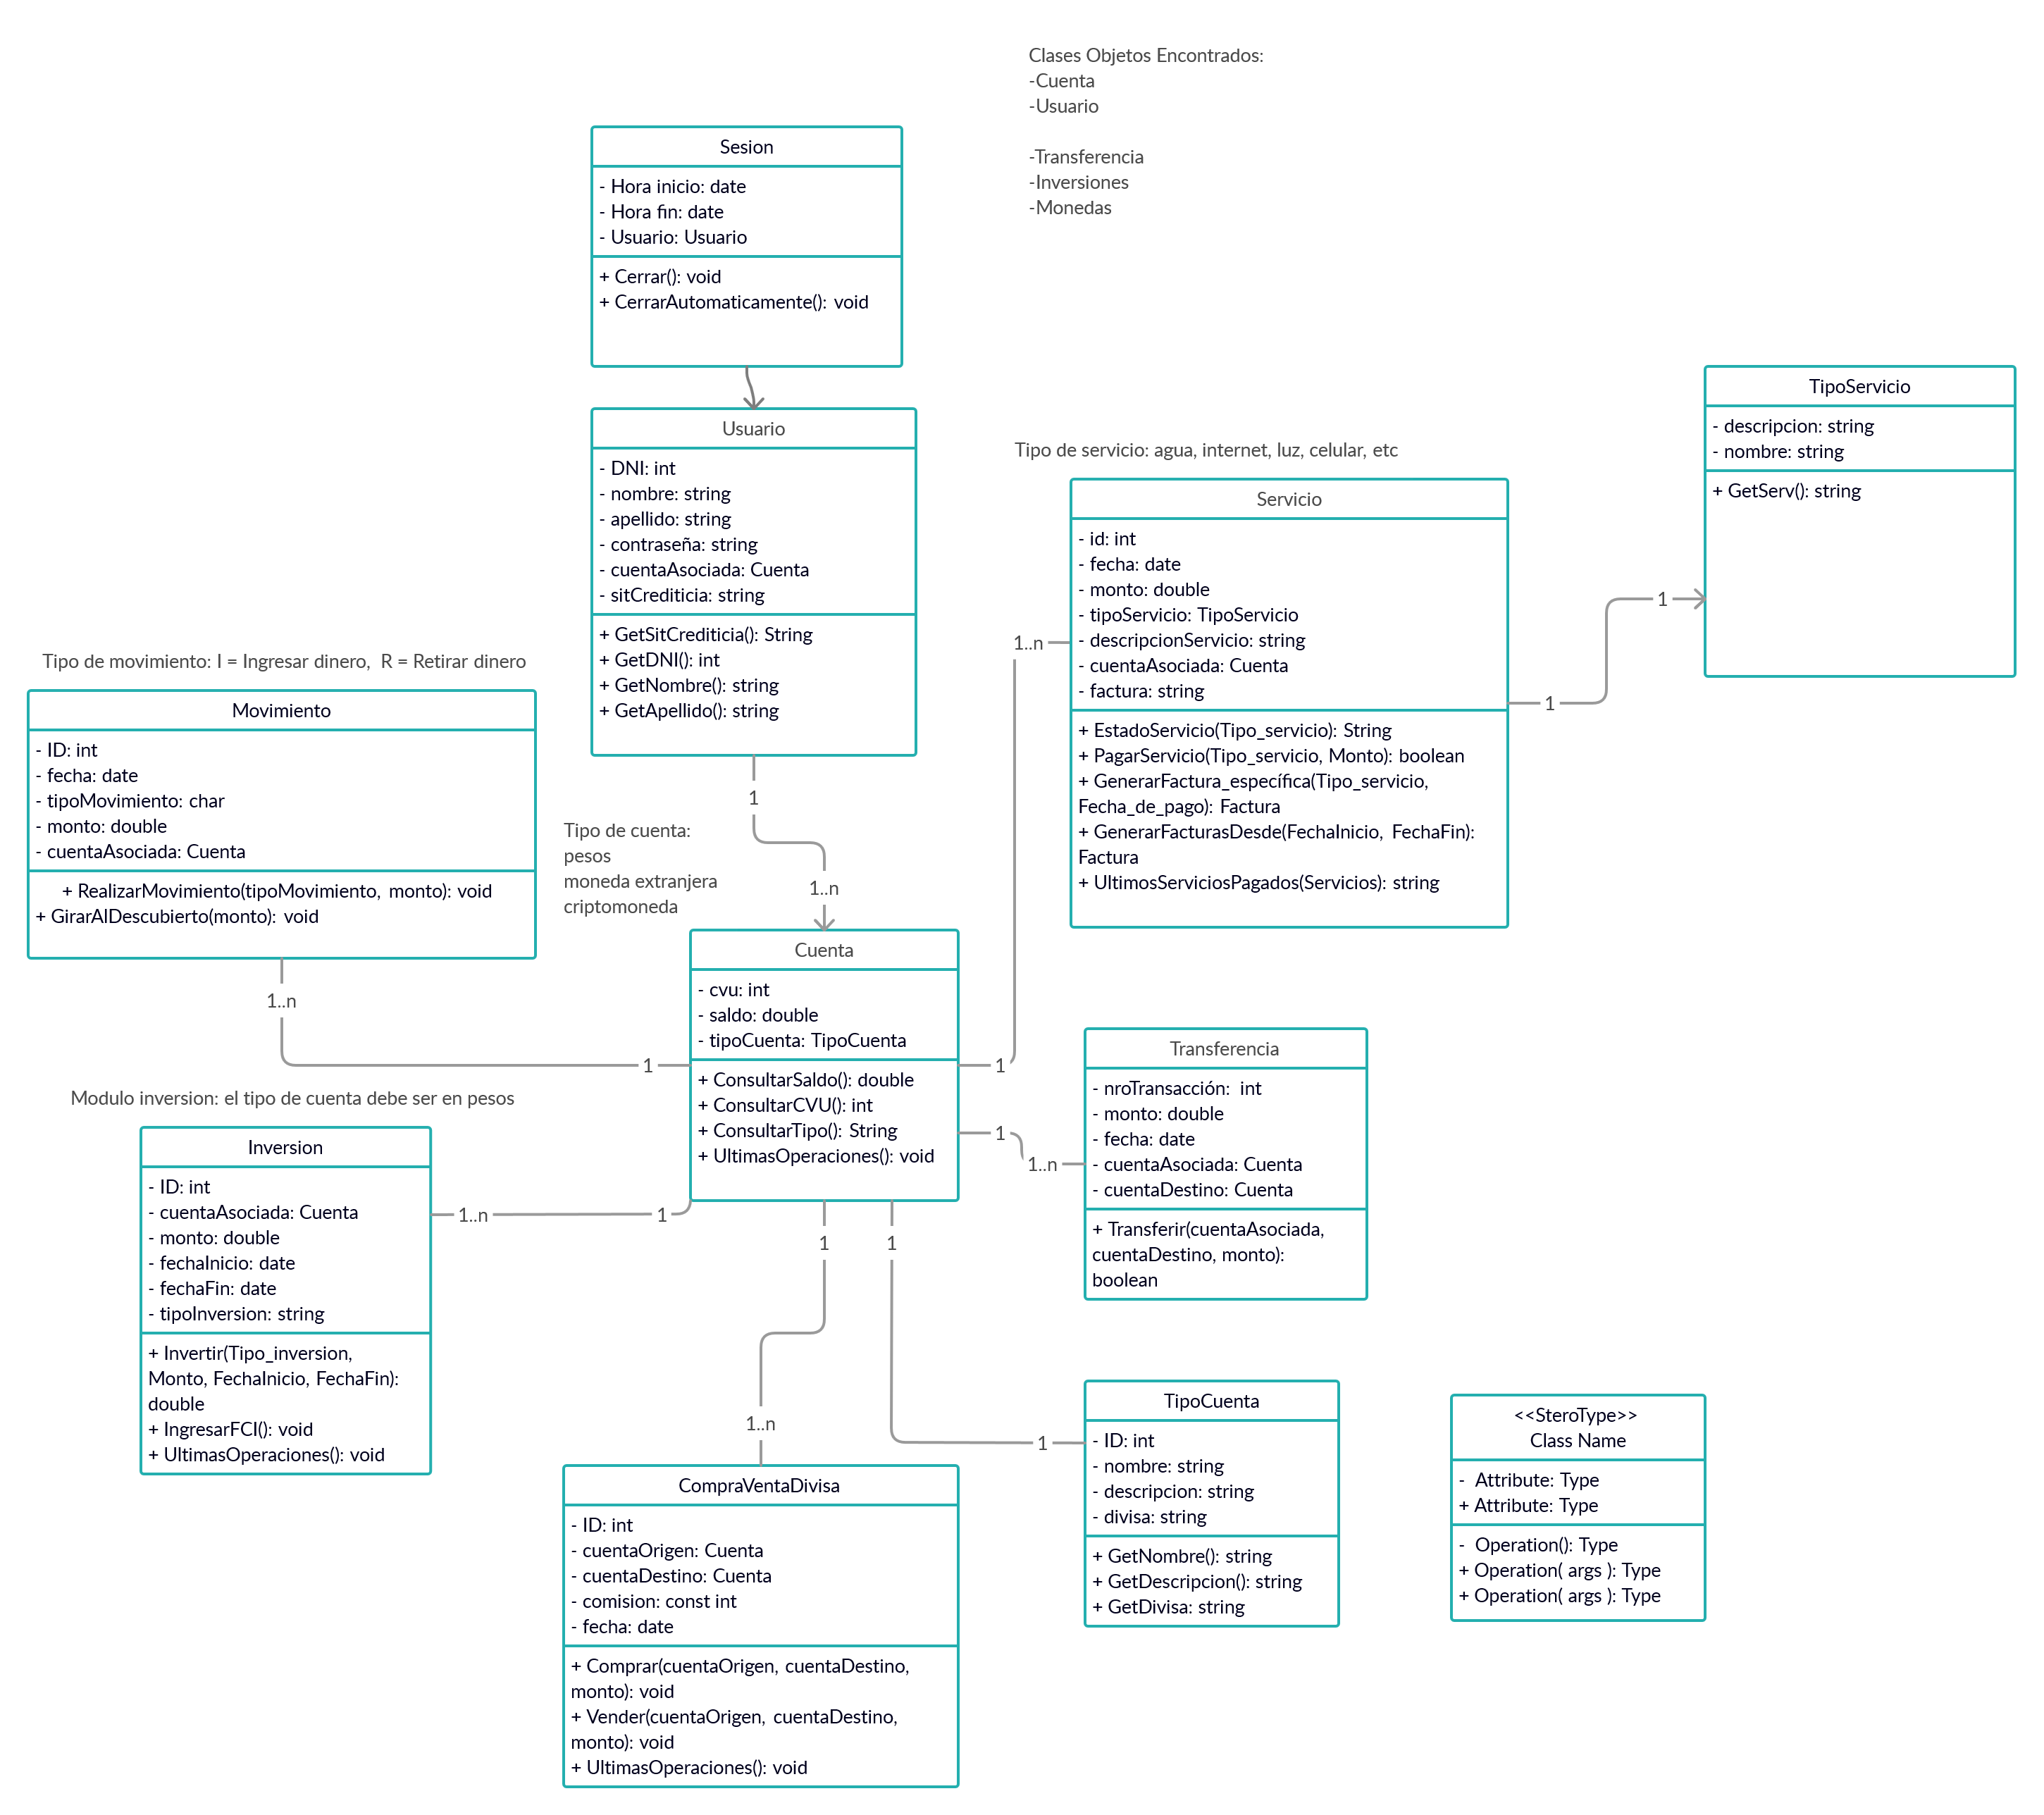 Clases Objetos Encontrados:
-Cuenta
-Usuario
-Transferencia
-Inversiones
-Monedas
Sesion
- Hora inicio: date
- Hora fin: date
- Usuario: Usuario
+ Cerrar(): void
+ CerrarAutomaticamente(): void
Usuario
- DNI: int
- nombre: string
- apellido: string
- contraseña: string
- cuentaAsociada: Cuenta
- sitCrediticia: string
+ GetSitCrediticia(): String
+ GetDNI(): int
+ GetNombre(): string
+ GetApellido(): string
1
1..n
Tipo de servicio: agua, internet, luz, celular, etc
Servicio
- id: int
- fecha: date
- monto: double
- tipoServicio: TipoServicio
- descripcionServicio: string
- cuentaAsociada: Cuenta
- factura: string
+ EstadoServicio(Tipo_servicio): String
+ PagarServicio(Tipo_servicio, Monto): boolean
+ GenerarFactura_específica(Tipo_servicio,
Fecha_de_pago): Factura
+ GenerarFacturasDesde(FechaInicio, FechaFin):
Factura
+ UltimosServiciosPagados(Servicios): string
1
1
TipoServicio
- descripcion: string
- nombre: string
+ GetServ(): string
Tipo de movimiento: I = Ingresar dinero, R = Retirar dinero
Movimiento
- ID: int
- fecha: date
- tipoMovimiento: char
- monto: double
- cuentaAsociada: Cuenta
+ RealizarMovimiento(tipoMovimiento, monto): void
+ GirarAlDescubierto(monto): void
1..n
1
Tipo de cuenta:
pesos
moneda extranjera
criptomoneda
Cuenta
- cvu: int
- saldo: double
- tipoCuenta: TipoCuenta
+ ConsultarSaldo(): double
+ ConsultarCVU(): int
+ ConsultarTipo(): String
+ UltimasOperaciones(): void
1..n
1
1
1..n
Transferencia
- nroTransacción: int
- monto: double
- fecha: date
- cuentaAsociada: Cuenta
- cuentaDestino: Cuenta
+ Transferir(cuentaAsociada,
cuentaDestino, monto):
boolean
Modulo inversion: el tipo de cuenta debe ser en pesos
Inversion
- ID: int
- cuentaAsociada: Cuenta
- monto: double
- fechaInicio: date
- fechaFin: date
- tipoInversion: string
+ Invertir(Tipo_inversion,
Monto, FechaInicio, FechaFin):
double
+ IngresarFCI(): void
+ UltimasOperaciones(): void
1..n
1
1
1
1..n
1
CompraVentaDivisa
- ID: int
- cuentaOrigen: Cuenta
- cuentaDestino: Cuenta
- comision: const int
- fecha: date
+ Comprar(cuentaOrigen, cuentaDestino,
monto): void
+ Vender(cuentaOrigen, cuentaDestino,
monto): void
+ UltimasOperaciones(): void
TipoCuenta
- ID: int
- nombre: string
- descripcion: string
- divisa: string
+ GetNombre(): string
+ GetDescripcion(): string
+ GetDivisa: string
<<SteroType>>
Class Name
- Attribute: Type
+ Attribute: Type
- Operation(): Type
+ Operation( args ): Type
+ Operation( args ): Type